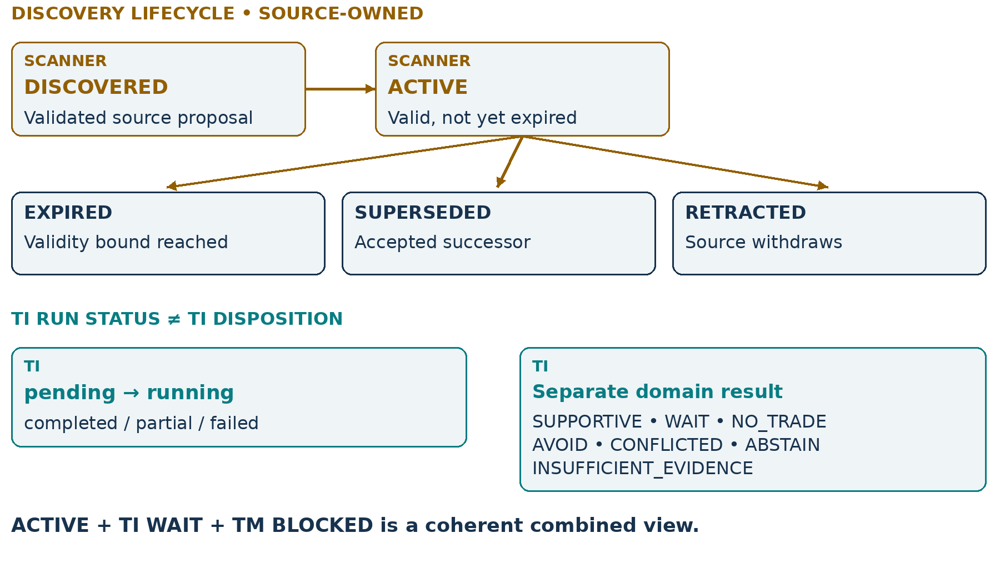 DISCOVERY LIFECYCLE • SOURCE-OWNED
SCANNER
DISCOVERED
Validated source proposal
SCANNER
ACTIVE
Valid, not yet expired
EXPIRED
Validity bound reached
SUPERSEDED
Accepted successor
RETRACTED
Source withdraws
TI RUN STATUS ≠ TI DISPOSITION
TI
pending → running
completed / partial / failed
TI
Separate domain result
SUPPORTIVE • WAIT • NO_TRADE
AVOID • CONFLICTED • ABSTAIN
INSUFFICIENT_EVIDENCE
ACTIVE + TI WAIT + TM BLOCKED is a coherent combined view.